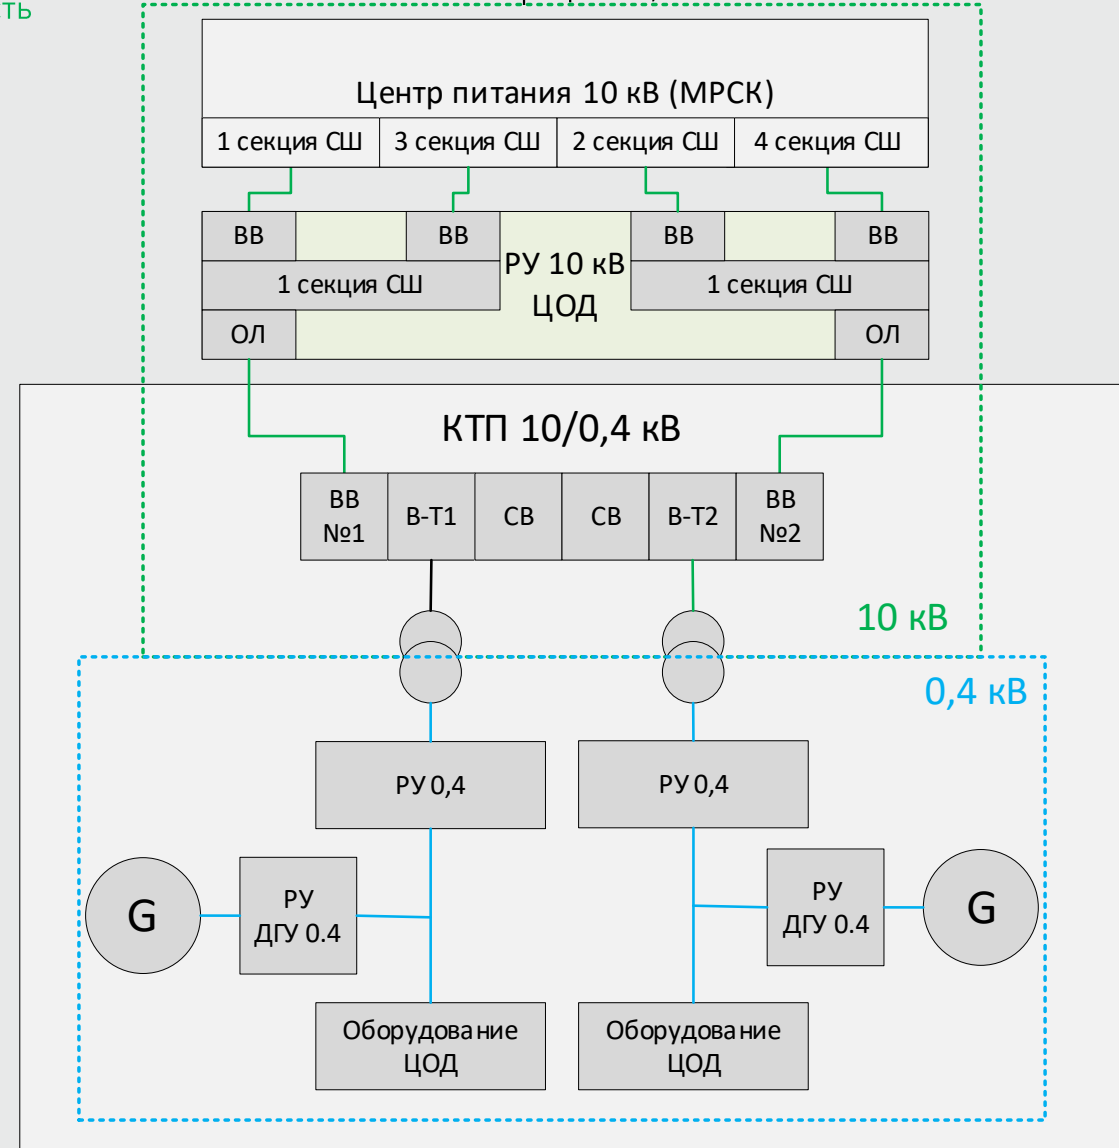 сть
Центр питания 10 кВ (МРСК)
1 секция СШ
3 секция СШ
2 секция СШ
4 секция СШ
ВВ
ВВ
ВВ
ВВ
РУ 10 кВ
ЦОД
1 секция СШ
1 секция СШ
ОЛ
ОЛ
КТП 10/0,4 кВ
ВВ
№1
В-Т1
СВ
СВ
В-Т2
ВВ
№2
10 кВ
0,4 кВ
РУ 0,4
РУ 0,4
G
РУ
ДГУ 0.4
РУ
ДГУ 0.4
G
Оборудование
ЦОД
Оборудование
ЦОД